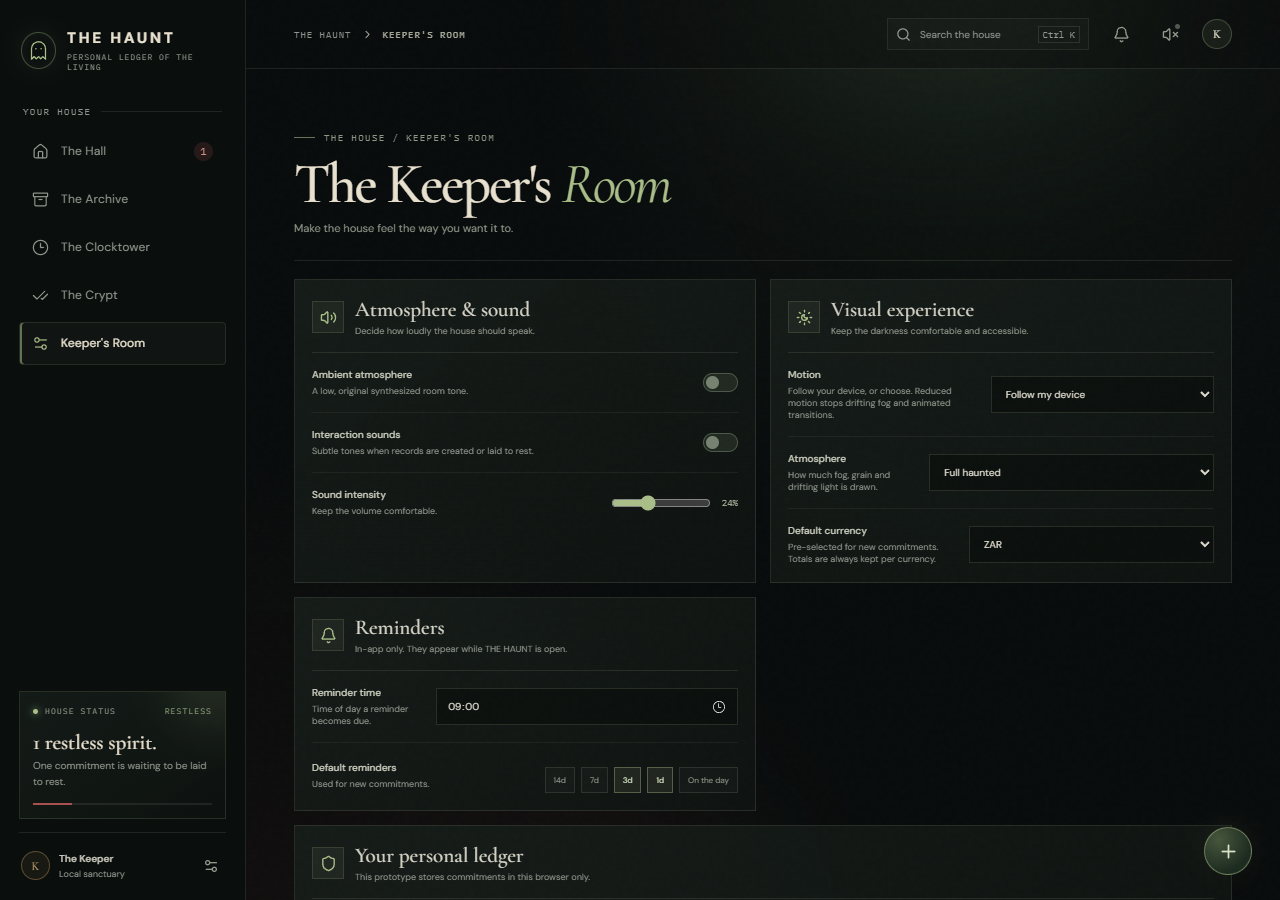 THE HAUNT
PERSONAL LEDGER OF THE
LIVING
YOUR HOUSE
The Hall
1
The Archive
The Clocktower
The Crypt
Keeper's Room
HOUSE STATUS
RESTLESS
1 restless spirit.
One commitment is waiting to be laid
to rest.
K
The Keeper
Local sanctuary
THE HAUNT > KEEPER'S ROOM
Search the house
Ctrl K
K
THE HOUSE / KEEPER'S ROOM
The Keeper's Room
Make the house feel the way you want it to.
Atmosphere & sound
Decide how loudly the house should speak.
Ambient atmosphere
A low, original synthesized room tone.
Interaction sounds
Subtle tones when records are created or laid to rest.
Sound intensity
Keep the volume comfortable.
24%
Visual experience
Keep the darkness comfortable and accessible.
Motion
Follow your device, or choose. Reduced
motion stops drifting fog and animated
transitions.
Follow my device
Atmosphere
How much fog, grain and
drifting light is drawn.
Full haunted
Default currency
Pre-selected for new commitments.
Totals are always kept per currency.
ZAR
Reminders
In-app only. They appear while THE HAUNT is open.
Reminder time
Time of day a reminder
becomes due.
09:00
Default reminders
Used for new commitments.
14d
7d
3d
1d
On the day
Your personal ledger
This prototype stores commitments in this browser only.